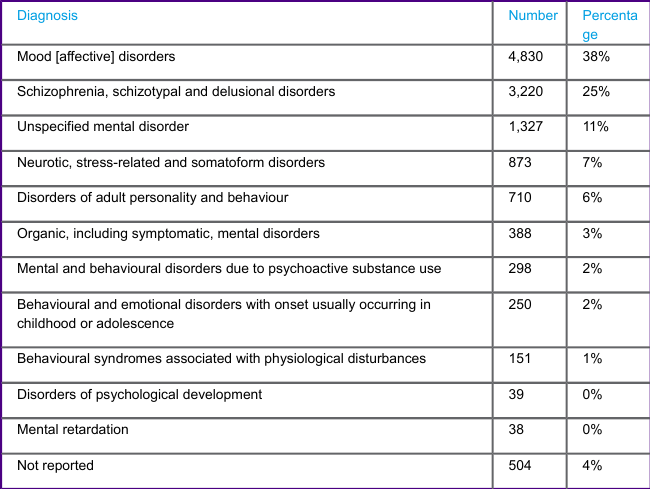 Diagnosis Number Percenta
ge
Mood [affective] disorders 4,830 38%
Schizophrenia, schizotypal and delusional disorders 3,220 25%
Unspecified mental disorder 1,327 11%
Neurotic, stress-related and somatoform disorders 873 7%
Disorders of adult personality and behaviour 710 6%
Organic, including symptomatic, mental disorders 388 3%
Mental and behavioural disorders due to psychoactive substance use 298 2%
Behavioural and emotional disorders with onset usually occurring in 250 2%
childhood or adolescence
Behavioural syndromes associated with physiological disturbances 151 1%
Disorders of psychological development 39 0%
Mental retardation 38 0%
Not reported 504 4%